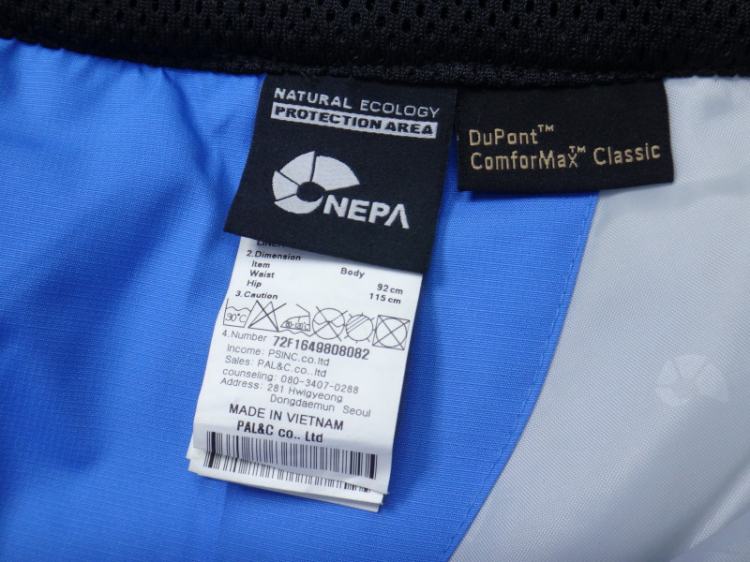 NATURAL ECOLOGY
PROTECTION AREA
NEPA
DuPont™
ComforMax™ Classic
2.Dimension
Item Body
Waist 92 cm
Hip 115 cm
3.Caution
30°C
4.Number 72F1649808082
Income: PSINC.co.ltd
Sales: PAL&C.co.ltd
counseling: 080-3407-0288
Address: 281 Hwigyeong
Dongdaemun Seoul
MADE IN VIETNAM
PAL&C co.. Ltd